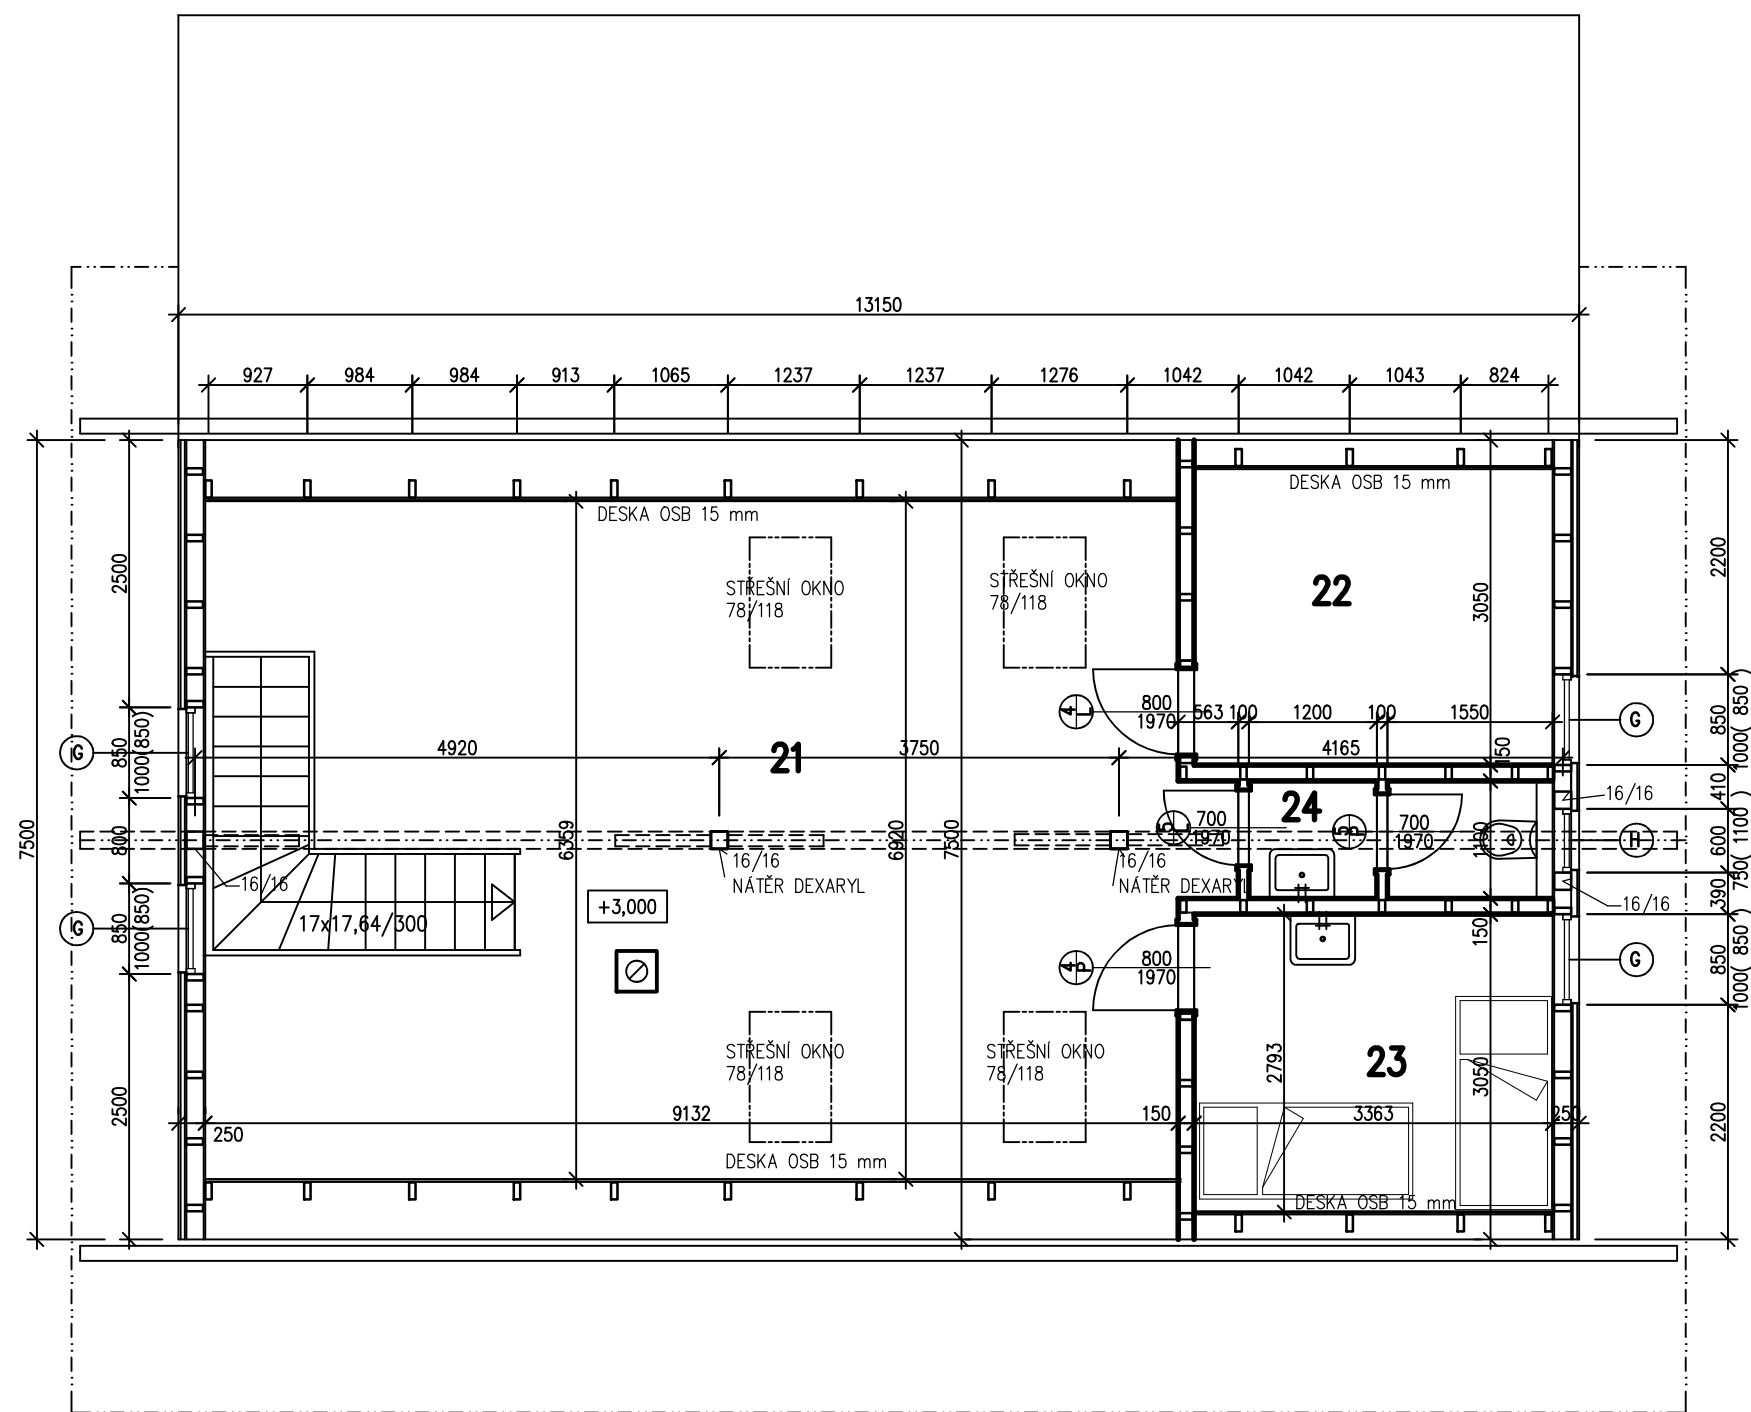 13150
927 984 984 913 1065 1237 1237 1276 1042 1042 1043 824
DESKA OSB 15 mm
DESKA OSB 15 mm
STŘEŠNÍ OKNO
78/118
STŘEŠNÍ OKNO
78/118
22
2500
2200
3050
7500
850
1000(850)
G
4920
21
3750
4
L
800
1970
563 100 1200 100 1550
4165
150
G
850
1000( 850 )
410
16/16
800
16/16
6359
6920
7500
16/16
NÁTĚR DEXARYL
16/16
NÁTĚR DEXARYL
5
L
700
1970
24
5
P
700
1970
1100
H
600
750( 1100 )
390
16/16
G
850
1000(850)
17x17,64/300
+3,000
4
P
800
1970
150
G
850
1000( 850 )
STŘEŠNÍ OKNO
78/118
STŘEŠNÍ OKNO
78/118
2793
23
3050
2500
2200
250
9132
150
3363
250
DESKA OSB 15 mm
DESKA OSB 15 mm